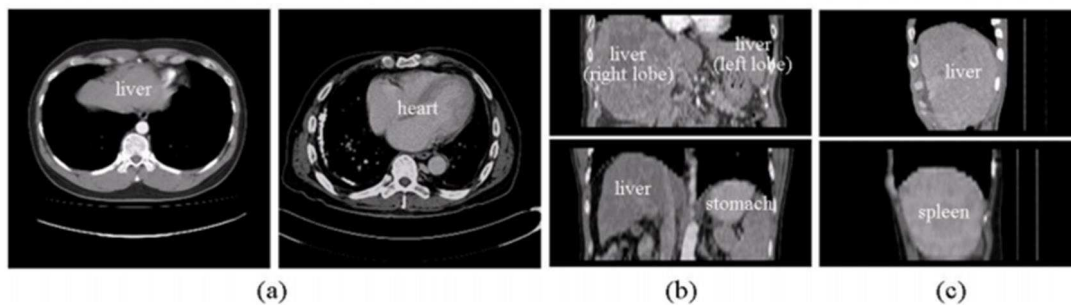 liver
heart
liver
(right lobe)
liver
(left lobe)
liver
stomach
liver
spleen
(a)
(b)
(c)